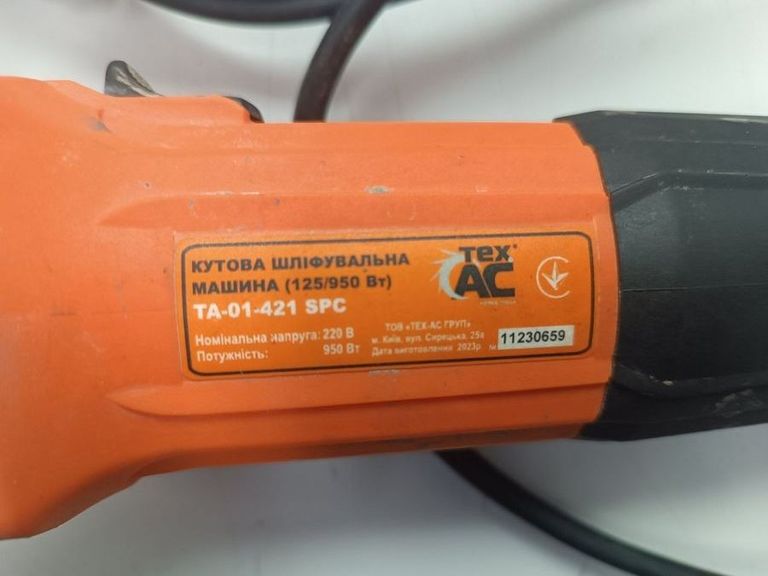 КУТОВА ШЛІФУВАЛЬНА
МАШИНА (125/950 Вт)
ТА-01-421 SPC
Номінальна напруга: 220 В
Потужність: 950 Вт
тех
АС
ТОВ «ТЕХ-АС ГРУП»
м. Київ, вул. Сирецька, 25а
Дата виготовлення 2023р.
№ 11230659